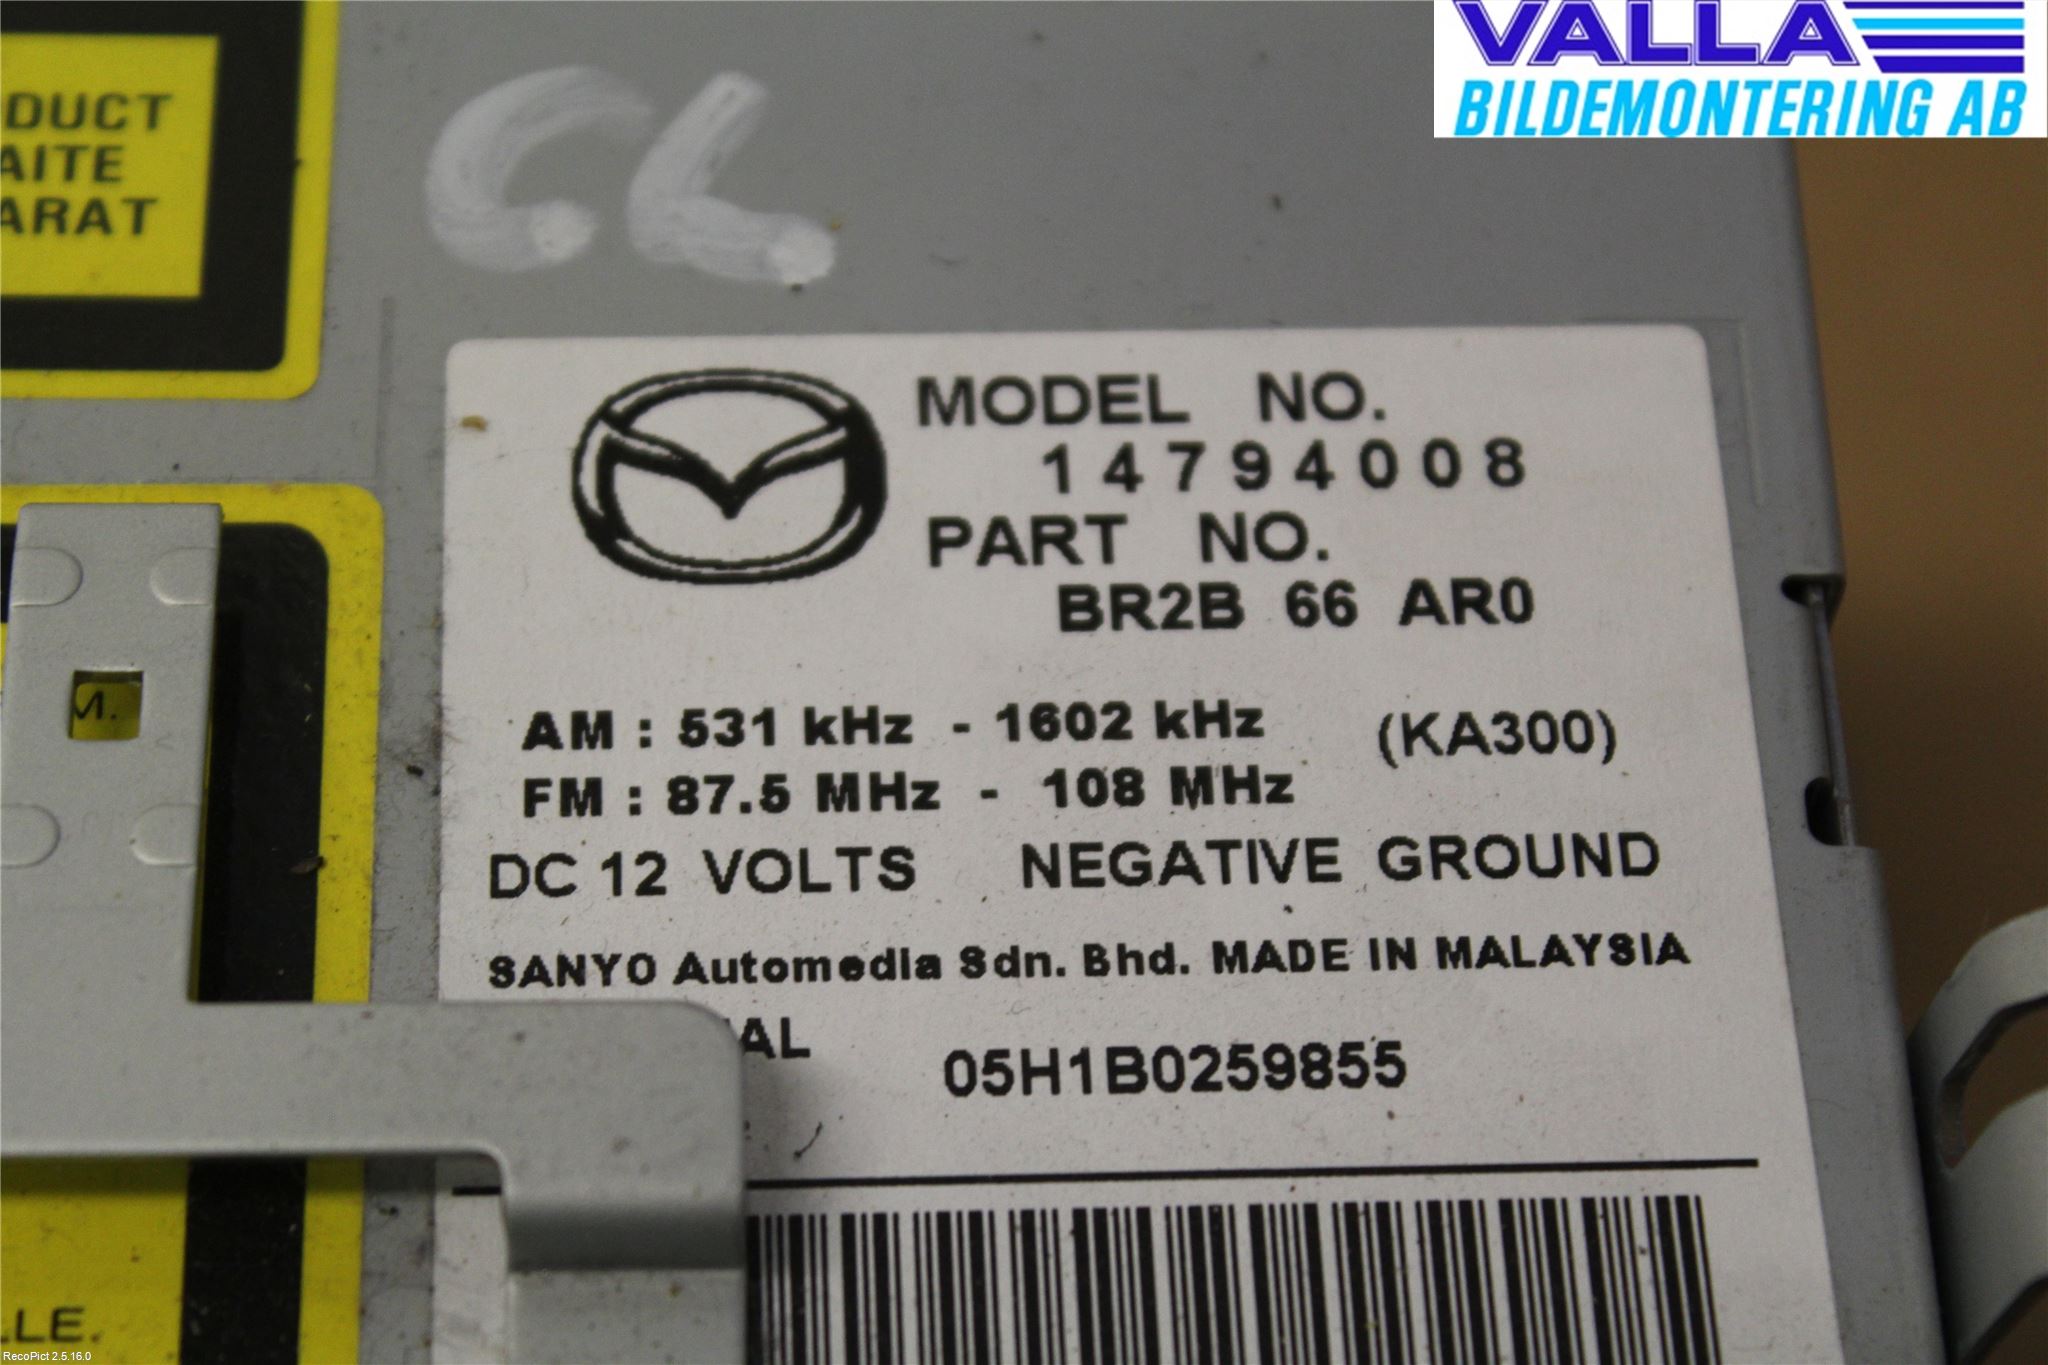 VALLA
BILDEMONTERING AB
DUCT
AITE
ARAT
CL
MODEL NO.
14794008
PART NO.
BR2B 66 AR0
AM : 531 kHz - 1602 kHz (KA300)
FM : 87.5 MHz - 108 MHz
DC 12 VOLTS NEGATIVE GROUND
SANYO Automedia Sdn. Bhd. MADE IN MALAYSIA
AL
05H1B0259855
LLE.
RecoPict 2.5.16.0